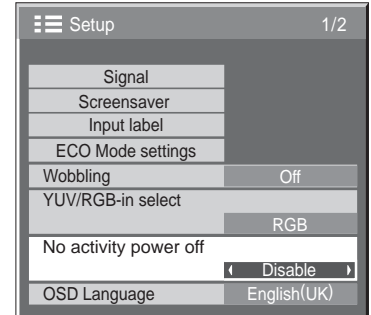 Setup 1/2
Signal
Screensaver
Input label
ECO Mode settings
Wobbling Off
YUV/RGB-in select
RGB
No activity power off
Disable
OSD Language English(UK)